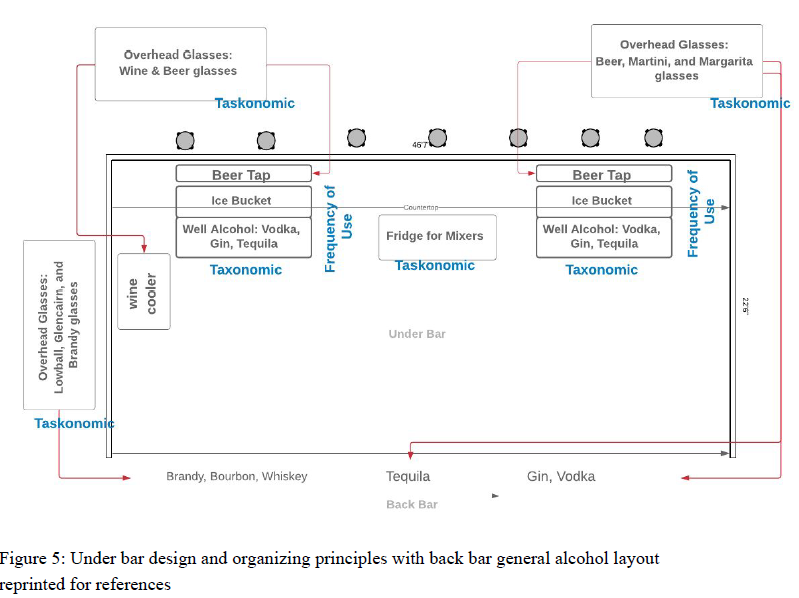 Overhead Glasses:
Wine & Beer glasses
Taskonomic
Overhead Glasses:
Beer, Martini, and Margarita
glasses
Taskonomic
46'7"
Beer Tap
Ice Bucket
Well Alcohol: Vodka,
Gin, Tequila
Taxonomic
Frequency of
Use
Countertop
Fridge for Mixers
Taskonomic
Beer Tap
Ice Bucket
Well Alcohol: Vodka,
Gin, Tequila
Taxonomic
Frequency of
Use
wine
cooler
Overhead Glasses:
Lowball, Glencairn, and
Brandy glasses
Taskonomic
Under Bar
22'6"
Brandy, Bourbon, Whiskey
Tequila
Gin, Vodka
Back Bar
Figure 5: Under bar design and organizing principles with back bar general alcohol layout
reprinted for references